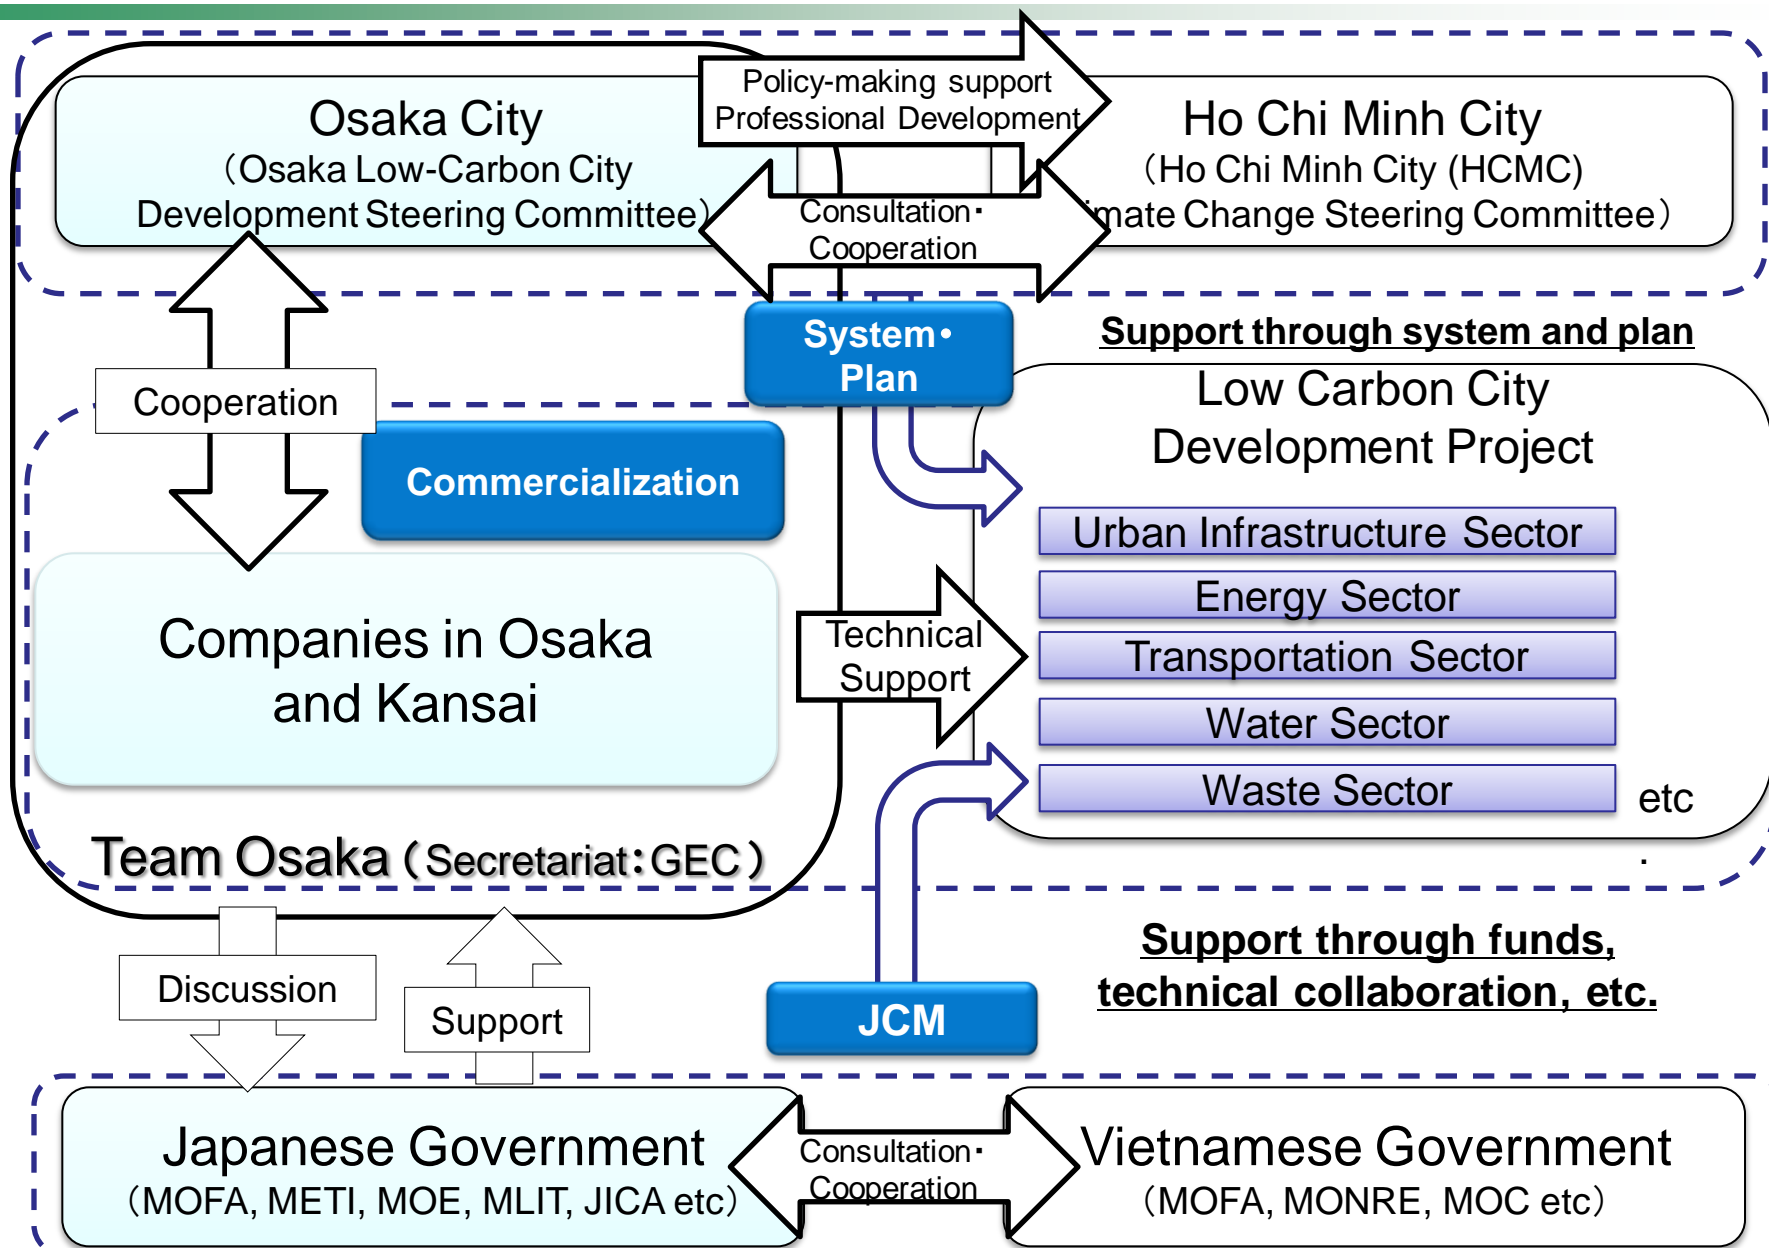 Policy-making support
Professional Development
Osaka City
（Osaka Low-Carbon City
Development Steering Committee）
Ho Chi Minh City
（Ho Chi Minh City (HCMC)
imate Change Steering Committee）
Consultation・
Cooperation
System・
Plan
Support through system and plan
Cooperation
Commercialization
Low Carbon City
Development Project
Urban Infrastructure Sector
Energy Sector
Transportation Sector
Water Sector
Waste Sector
etc
.
Companies in Osaka
and Kansai
Technical
Support
Team Osaka（Secretariat：GEC）
Discussion
Support
JCM
Support through funds,
technical collaboration, etc.
Japanese Government
（MOFA, METI, MOE, MLIT, JICA etc）
Consultation・
Cooperation
Vietnamese Government
（MOFA, MONRE, MOC etc）